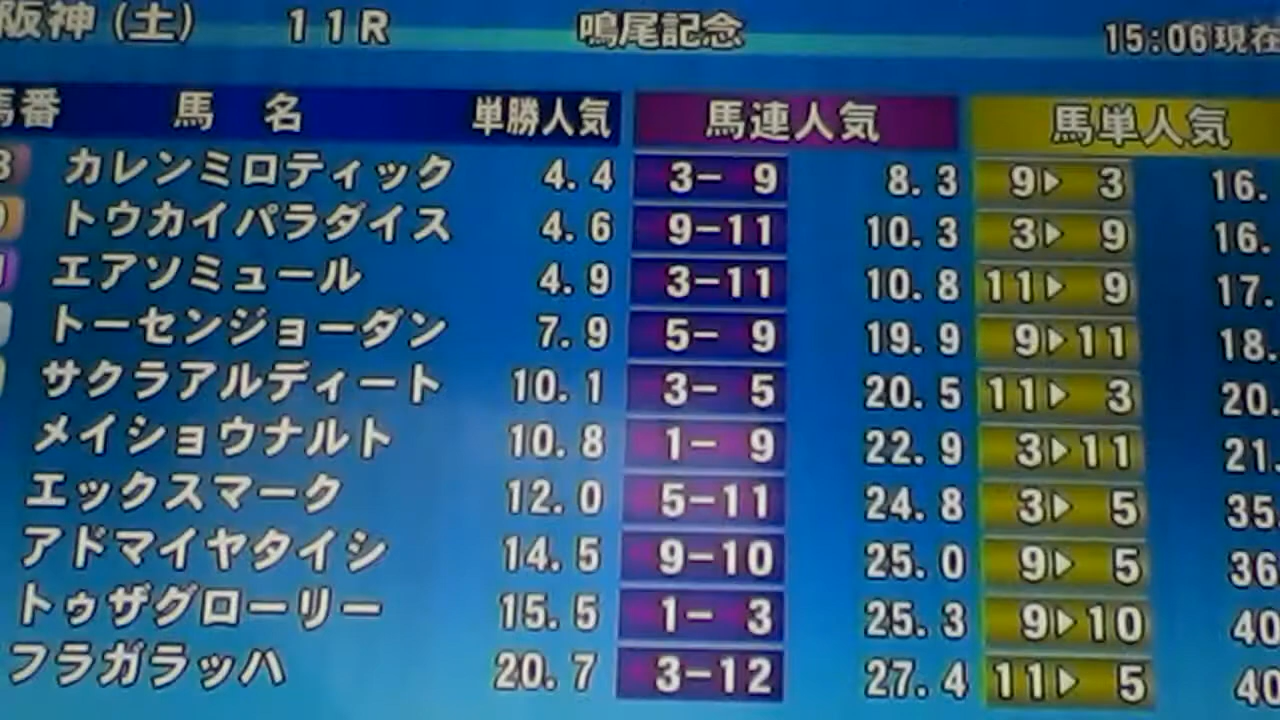 阪神(土) 11R 鳴尾記念 15:06現在
馬番 馬名 単勝人気 馬連人気 馬単人気
3 カレンミロティック 4.4 3- 9 8.3 9▶ 3 16.
トウカイパラダイス 4.6 9-11 10.3 3▶ 9 16.
エアソミュール 4.9 3-11 10.8 11▶ 9 17.
トーセンジョーダン 7.9 5- 9 19.9 9▶11 18.
サクラアルディート 10.1 3- 5 20.5 11▶ 3 20.
メイショウナルト 10.8 1- 9 22.9 3▶11 21.
エックスマーク 12.0 5-11 24.8 3▶ 5 35
アドマイヤタイシ 14.5 9-10 25.0 9▶ 5 36
トゥザグローリー 15.5 1- 3 25.3 9▶10 40
フラガラッハ 20.7 3-12 27.4 11▶ 5 40